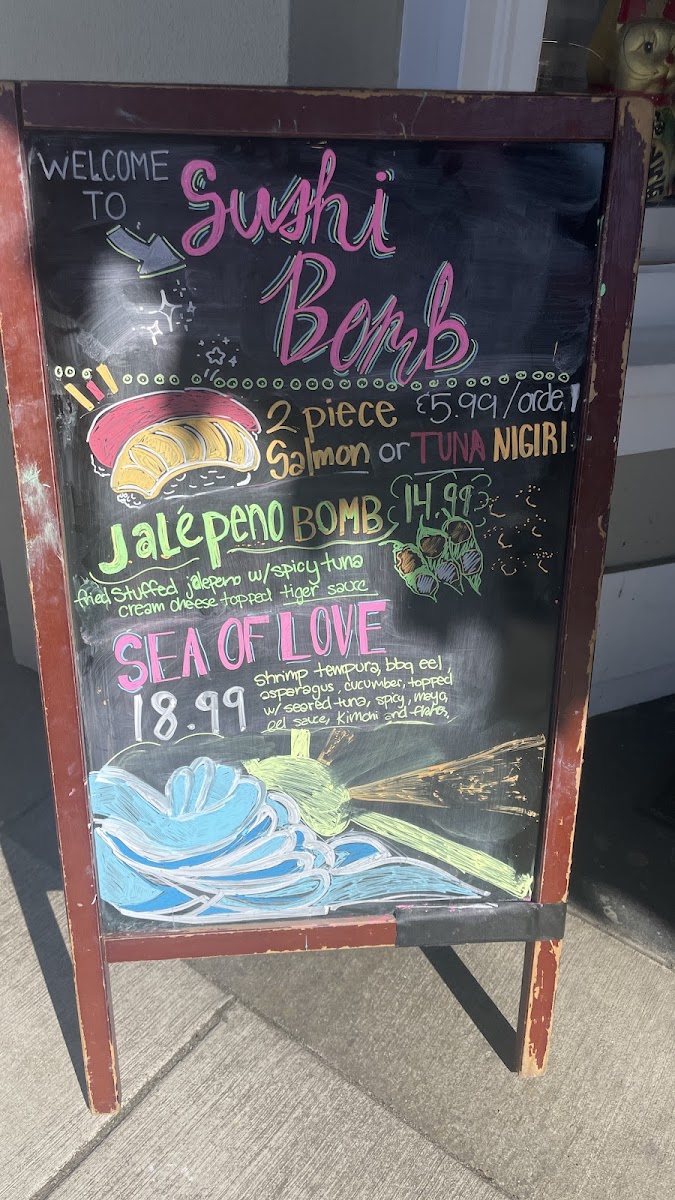 WELCOME
TO
Sushi
Bomb
2 piece £5.99/order
Salmon or TUNA NIGIRI
Jalépeno BOMB 14.99
fried stuffed jalepeno w/spicy tuna
cream cheese topped tiger sauce
SEA OF LOVE
18.99
shrimp tempura, bbq eel,
asparagus, cucumber, topped
w/ seared tuna, spicy, mayo,
eel sauce, Kimchi and flakes,